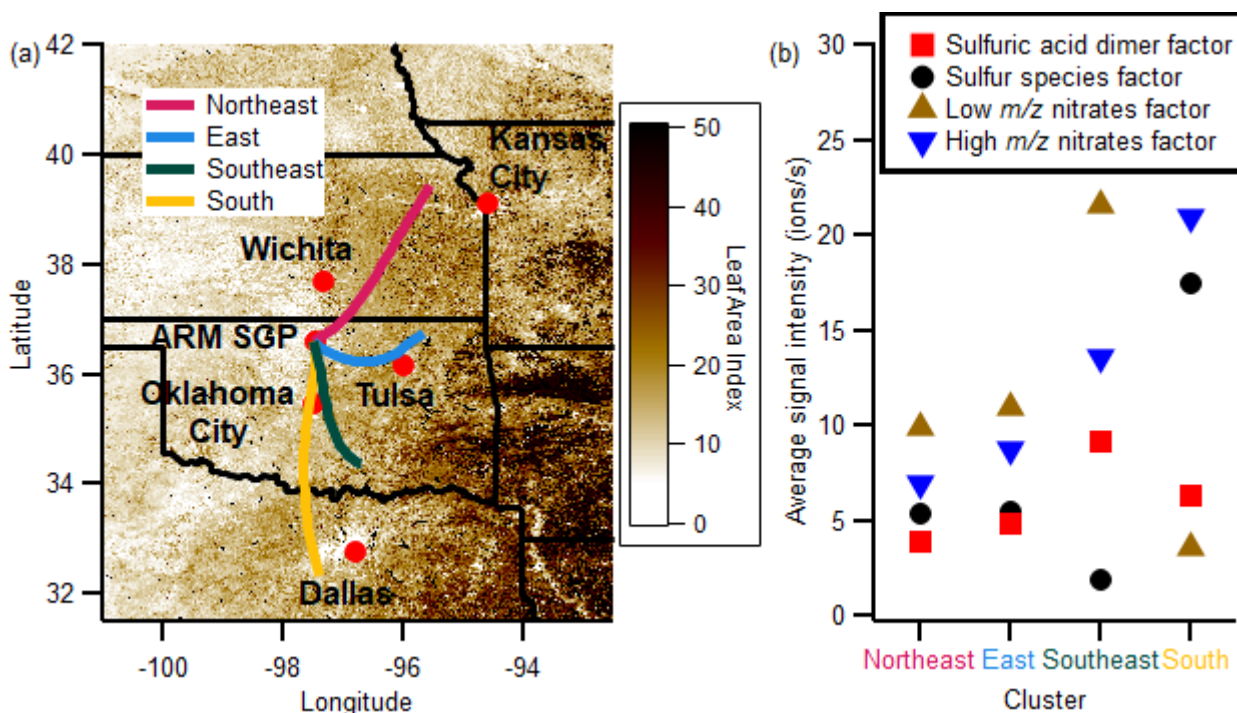 (a)
42
40
38
36
34
32
Latitude
Northeast
East
Southeast
South
Kansas
City
Wichita
ARM SGP
Oklahoma
City
Tulsa
Dallas
-100
-98
-96
-94
Longitude
50
40
30
20
10
0
Leaf Area Index
(b)
30
25
20
15
10
5
0
Average signal intensity (ions/s)
Sulfuric acid dimer factor
Sulfur species factor
Low m/z nitrates factor
High m/z nitrates factor
Northeast East Southeast South
Cluster